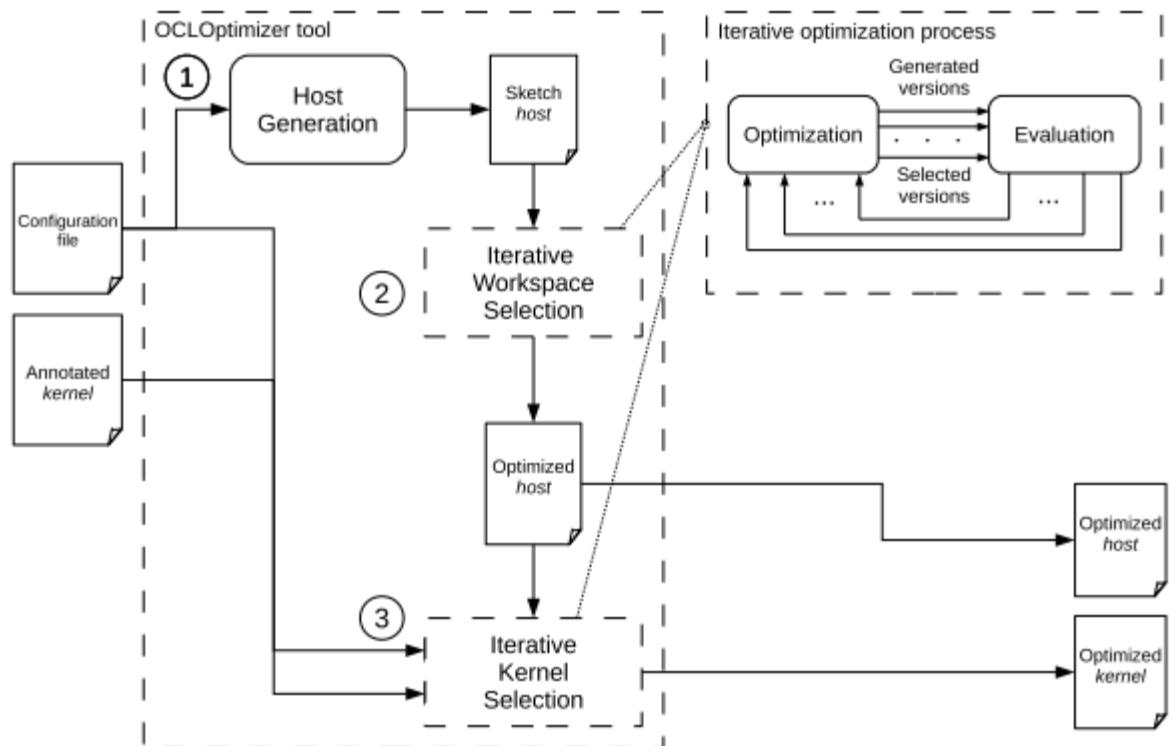 OCLOptimizer tool
Iterative optimization process
1
Host
Generation
Sketch
host
Generated
versions
Optimization
. . .
Evaluation
Selected
versions
...
...
Configuration
file
Iterative
Workspace
Selection
2
Annotated
kernel
Optimized
host
Optimized
host
3
Iterative
Kernel
Selection
Optimized
kernel